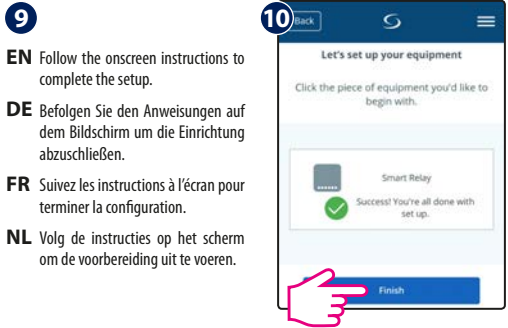 9
EN Follow the onscreen instructions to
complete the setup.
DE Befolgen Sie den Anweisungen auf
dem Bildschirm um die Einrichtung
abzuschließen.
FR Suivez les instructions à l'écran pour
terminer la configuration.
NL Volg de instructies op het scherm
om de voorbereiding uit te voeren.
10
Back
Let's set up your equipment
Click the piece of equipment you'd like to
begin with.
Smart Relay
Success! You're all done with
set up.
Finish